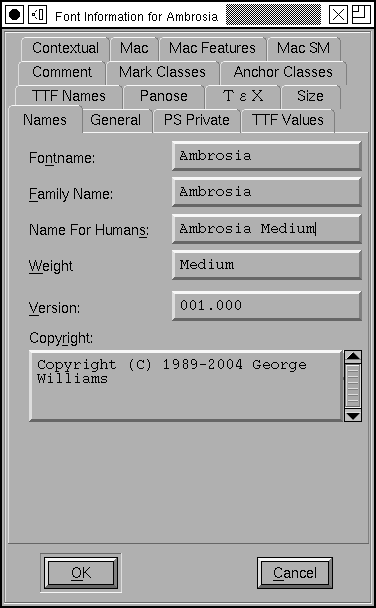 Font Information for Ambrosia
Contextual Mac Mac Features Mac SM
Comment Mark Classes Anchor Classes
TTF Names Panose Τ ε Χ Size
Names General PS Private TTF Values
Fontname: Ambrosia
Family Name: Ambrosia
Name For Humans: Ambrosia Medium
Weight Medium
Version: 001.000
Copyright:
Copyright (C) 1989-2004 George
Williams
OK Cancel